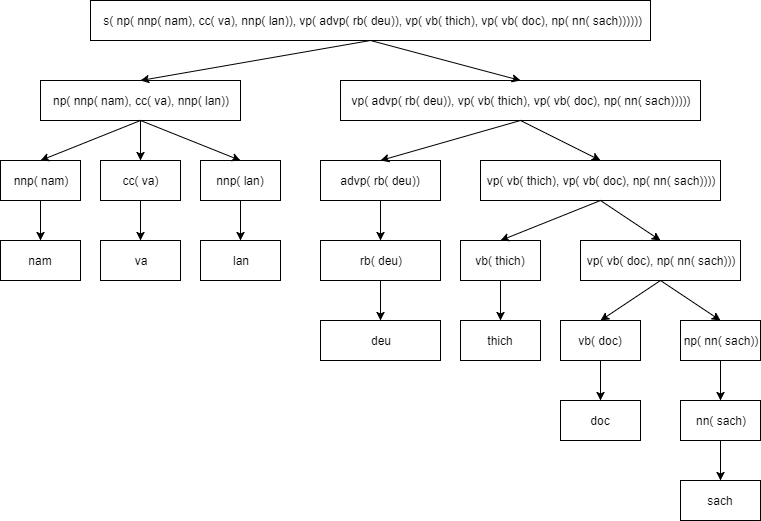 s( np( nnp( nam), cc( va), nnp( lan)), vp( advp( rb( deu)), vp( vb( thich), vp( vb( doc), np( nn( sach))))))
np( nnp( nam), cc( va), nnp( lan))
vp( advp( rb( deu)), vp( vb( thich), vp( vb( doc), np( nn( sach)))))
nnp( nam)
cc( va)
nnp( lan)
advp( rb( deu))
vp( vb( thich), vp( vb( doc), np( nn( sach))))
nam
va
lan
rb( deu)
vb( thich)
vp( vb( doc), np( nn( sach)))
deu
thich
vb( doc)
np( nn( sach))
doc
nn( sach)
sach